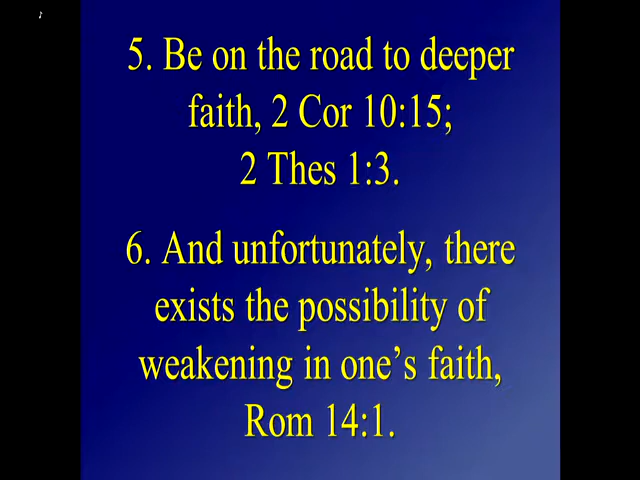 5. Be on the road to deeper
faith, 2 Cor 10:15;
2 Thes 1:3.
6. And unfortunately, there
exists the possibility of
weakening in one’s faith,
Rom 14:1.